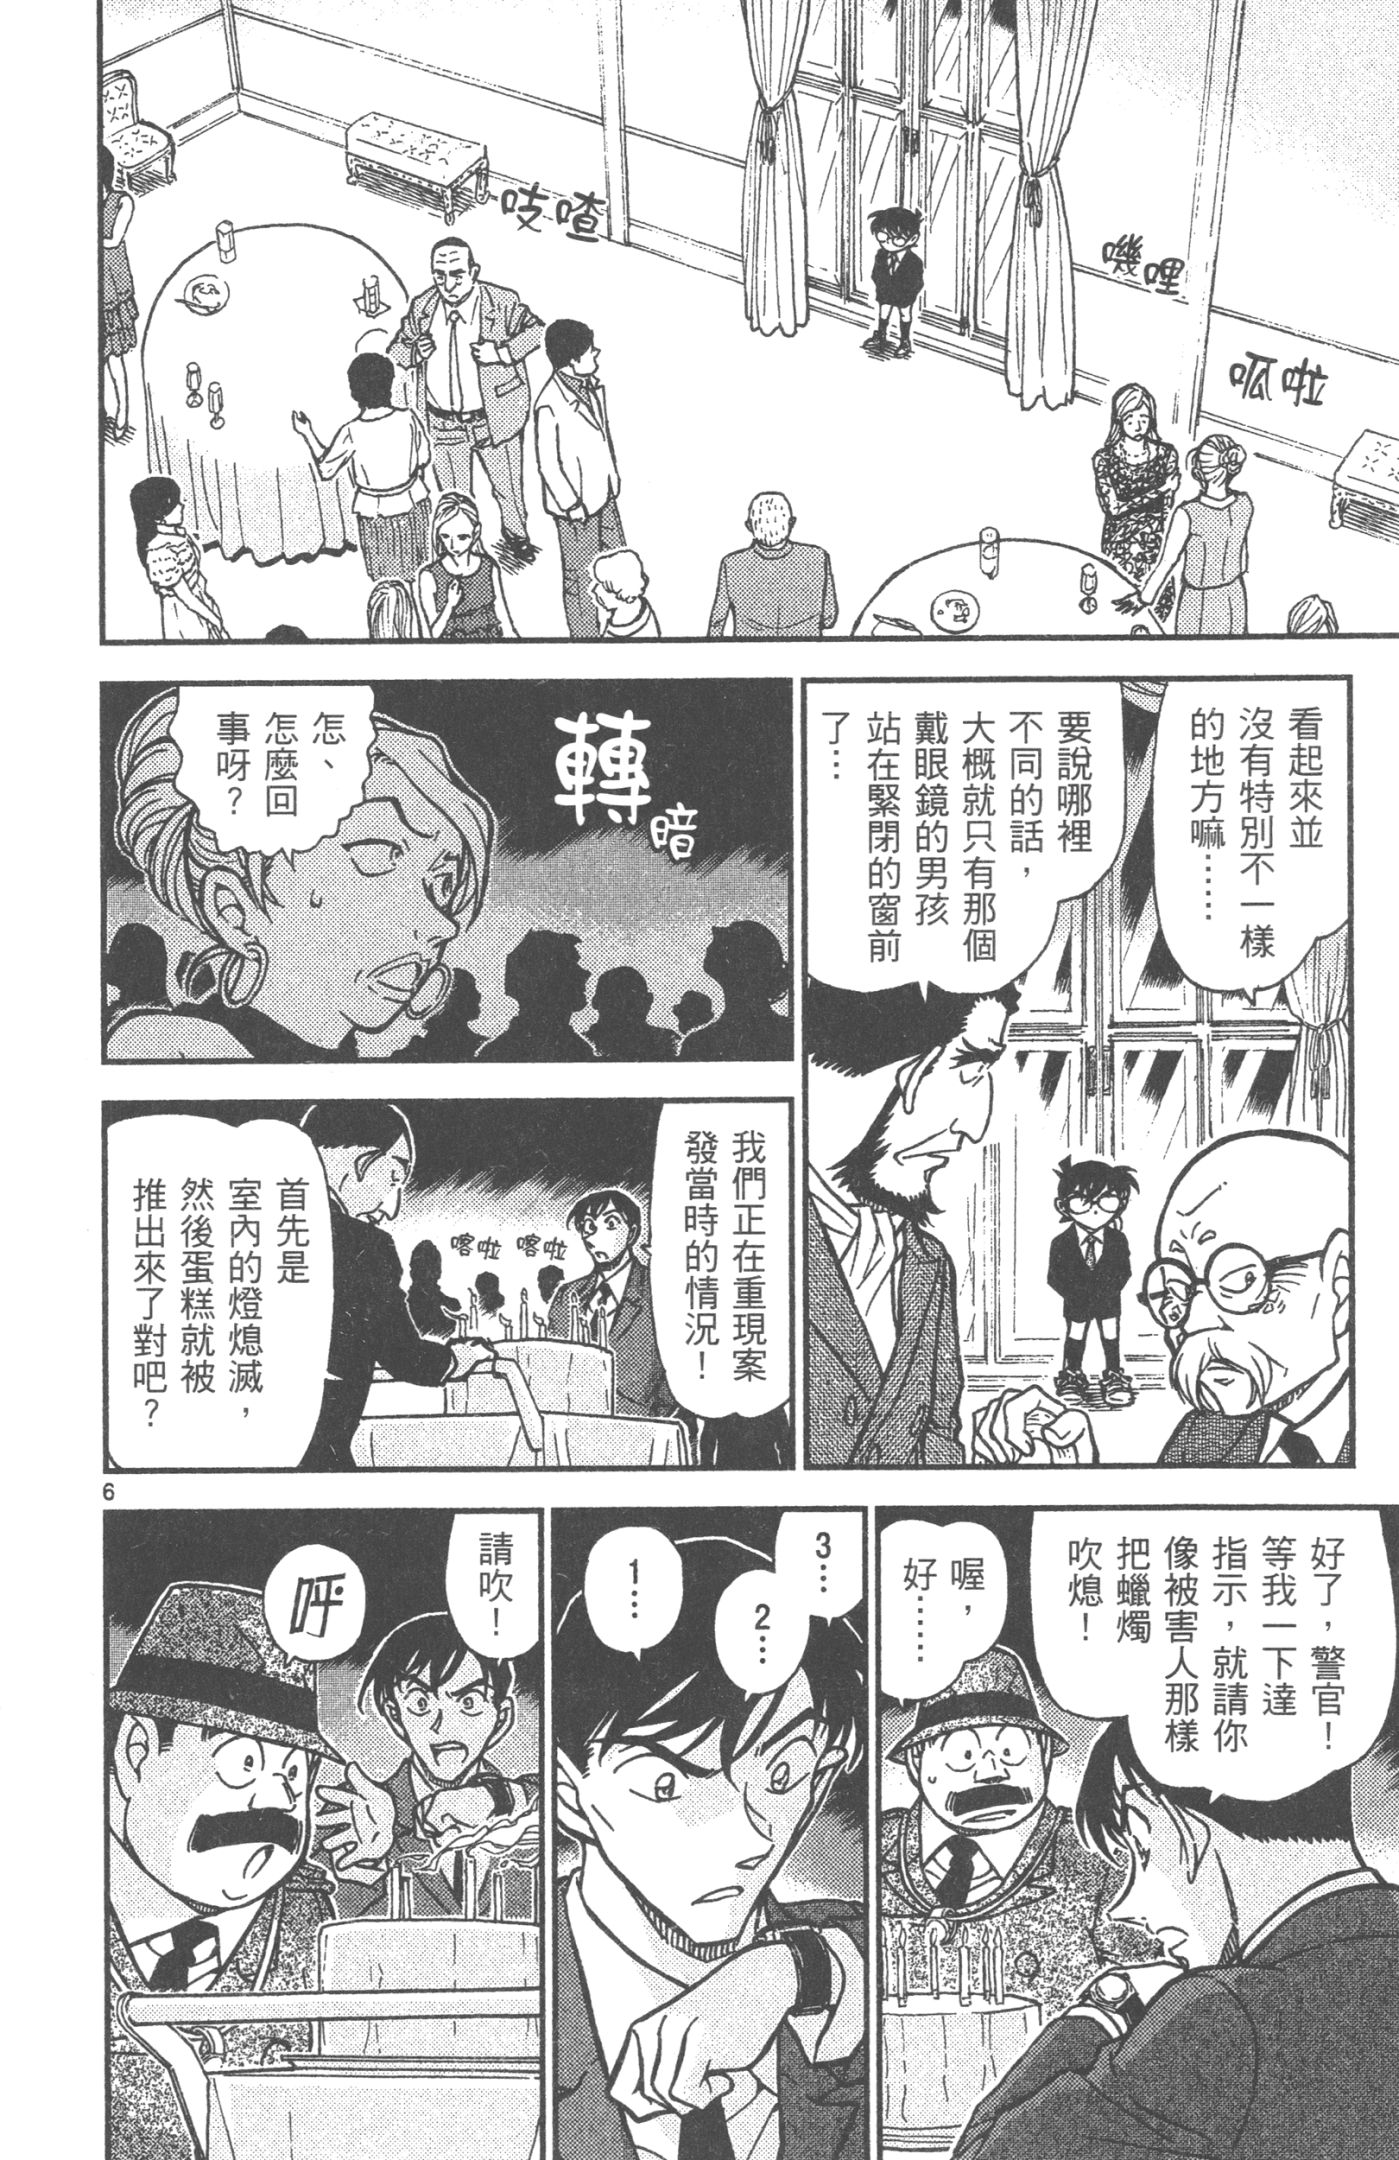 吱喳
嘰哩
呱啦
看起來並
沒有特別不一樣
的地方嘛……
要說哪裡
不同的話，
大概就只有那個
戴眼鏡的男孩
站在緊閉的窗前
了…
轉
暗
怎、
怎麼回
事呀？
我們正在重現案
發當時的情況！
喀啦
喀啦
首先是
室內的燈熄滅，
然後蛋糕就被
推出來了對吧？
6
好了，警官！
等我一下達
指示，就請你
像被害人那樣
把蠟燭
吹熄！
喔，
好……
3…
2…
1…
請吹！
呼